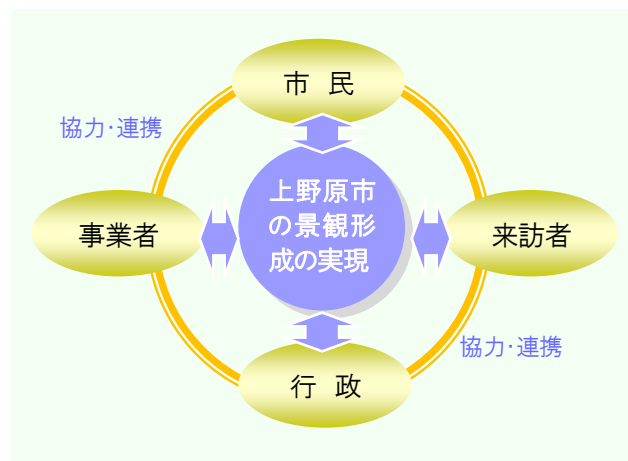 市 民
協力・連携
上野原市
の景観形
成の実現
事業者
来訪者
協力・連携
行 政